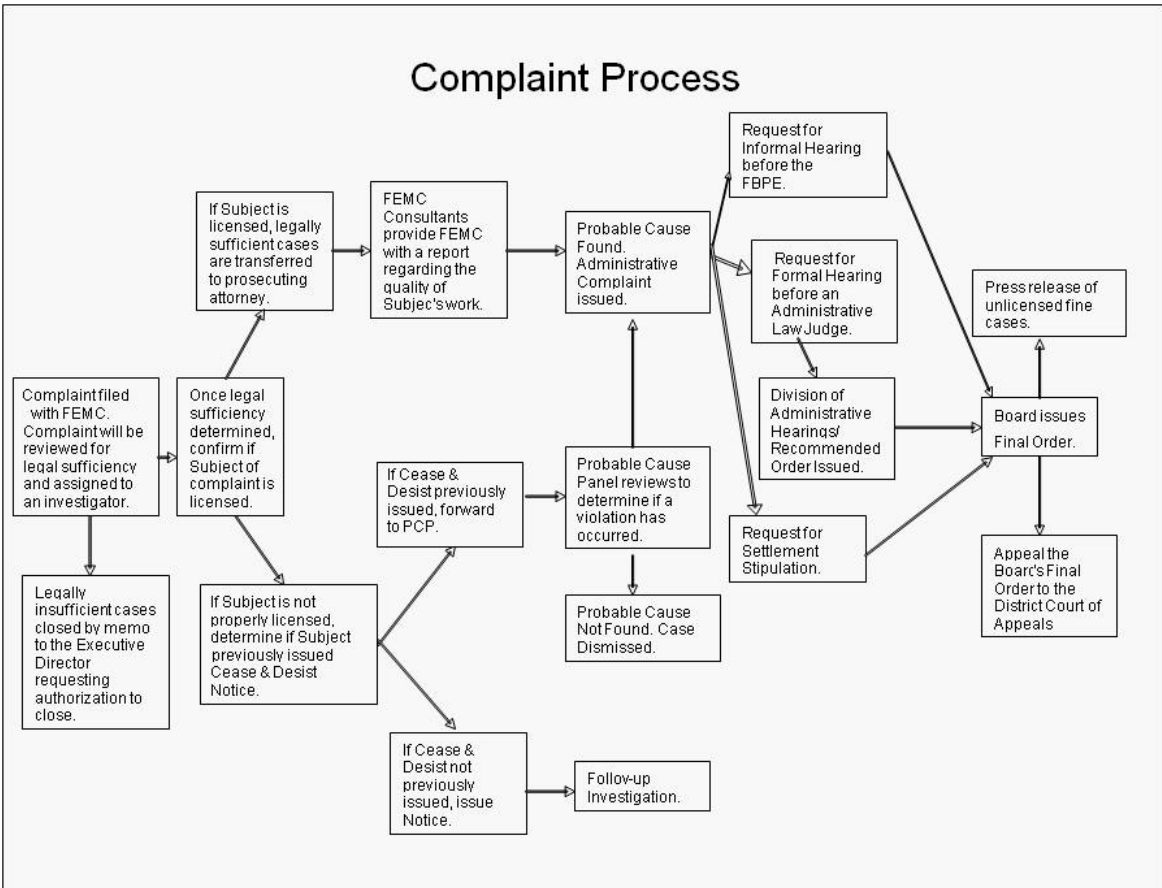 Complaint Process
Complaint filed
with FEMC.
Complaint will be
reviewed for
legal sufficiency
and assigned to
an investigator.
Legally
insufficient cases
closed by memo
to the Executive
Director
requesting
authorization to
close.
Once legal
sufficiency
determined,
confirm if
Subject of
complaint is
licensed.
If Subject is
licensed, legally
sufficient cases
are transferred
to prosecuting
attorney.
FEMC
Consultants
provide FEMC
with a report
regarding the
quality of
Subjec's work.
If Subject is not
properly licensed,
determine if Subject
previously issued
Cease & Desist
Notice.
If Cease &
Desist previously
issued, forward
to PCP.
If Cease &
Desist not
previously
issued, issue
Notice.
Follov-up
Investigation.
Probable Cause
Found.
Administrative
Complaint
issued.
Probable Cause
Panel reviews to
determine if a
violation has
occurred.
Probable Cause
Not Found. Case
Dismissed.
Request for
Informal Hearing
before the
FBPE.
Request for
Formal Hearing
before an
Administrative
Law Judge.
Division of
Administrative
Hearings/
Recommended
Order Issued.
Request for
Settlement
Stipulation.
Board issues
Final Order.
Press release of
unlicensed fine
cases.
Appeal the
Boarc's Final
Order to the
District Court of
Appeals